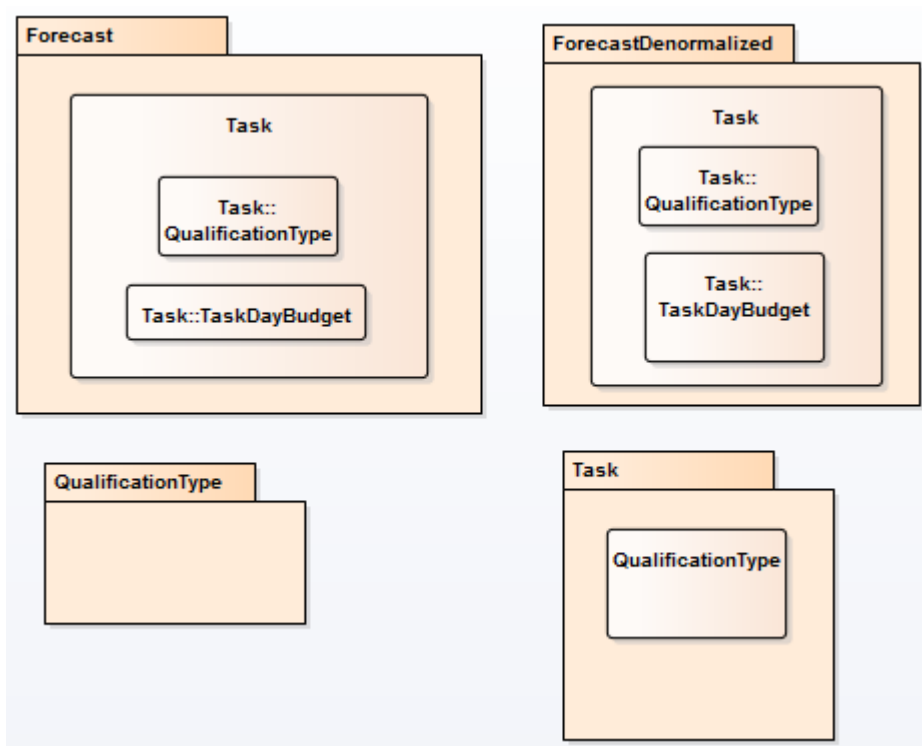 Forecast
Task
Task::
QualificationType
Task::TaskDayBudget
ForecastDenormalized
Task
Task::
QualificationType
Task::
TaskDayBudget
QualificationType
Task
QualificationType